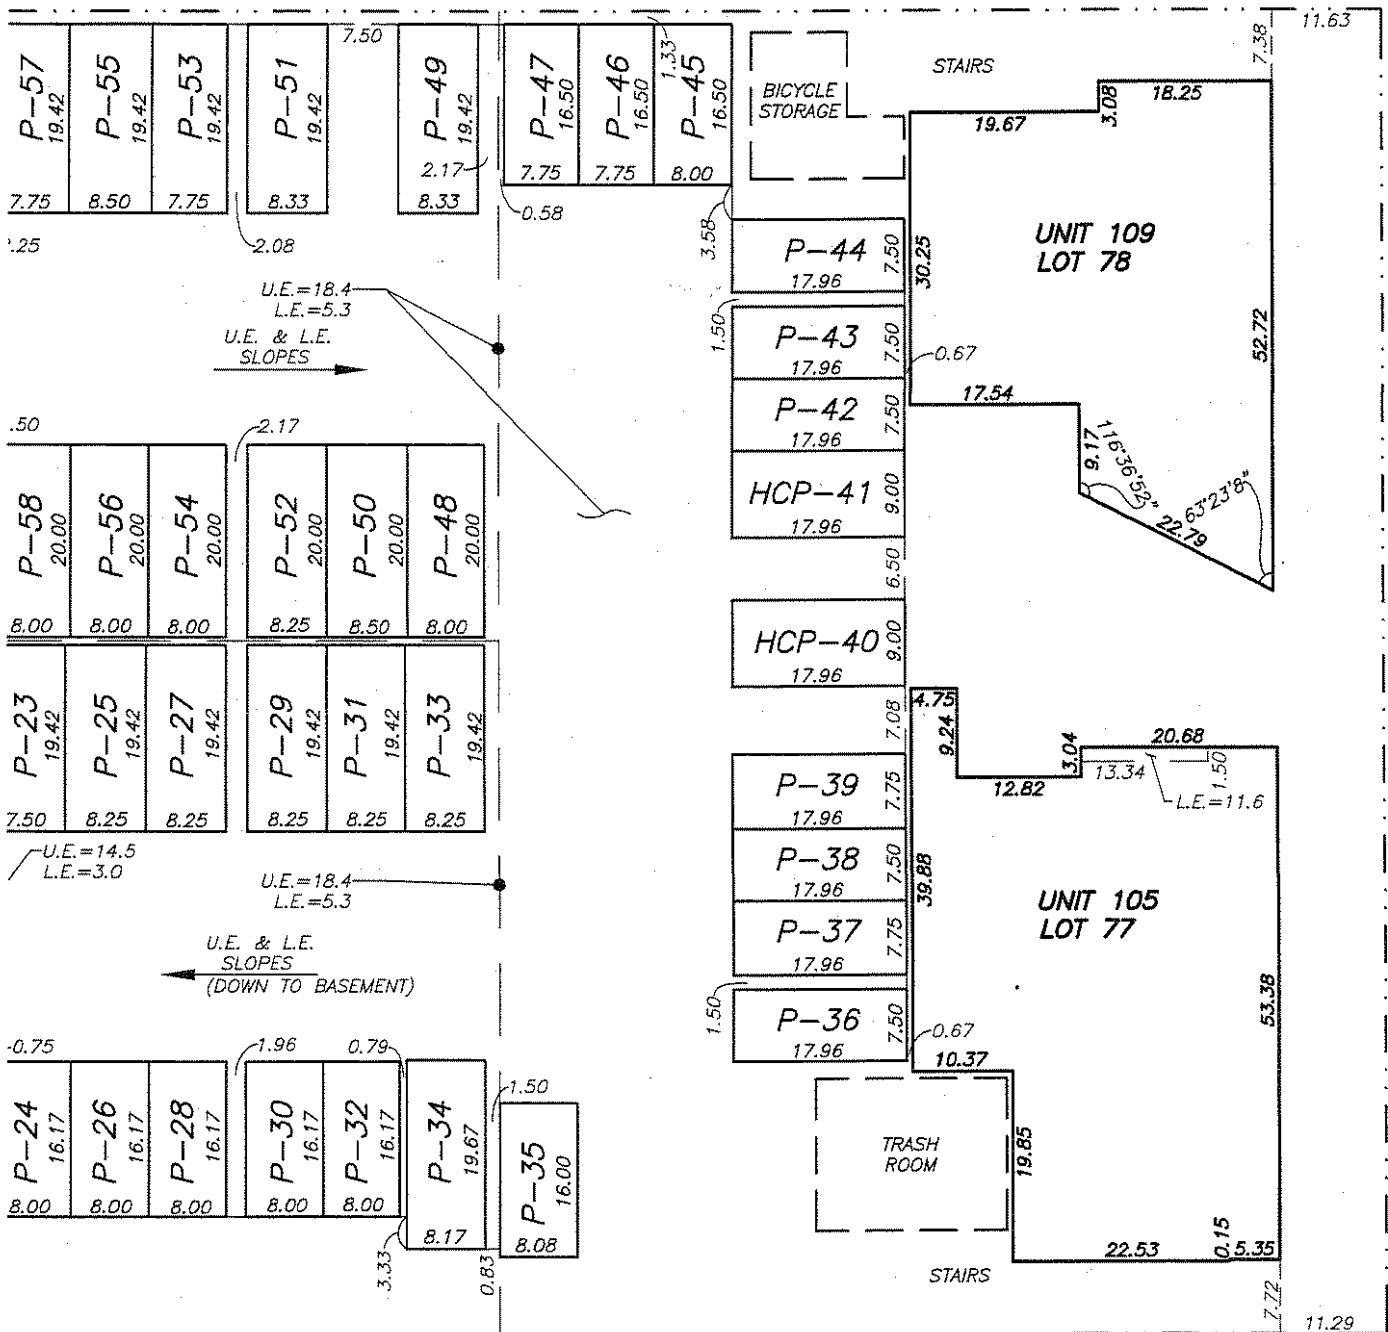 11.63
7.50
1.33
7.38
P-57
19.42
7.75
P-55
19.42
8.50
P-53
19.42
7.75
P-51
19.42
8.33
P-49
19.42
8.33
2.17
P-47
16.50
7.75
P-46
16.50
7.75
P-45
16.50
8.00
BICYCLE
STORAGE
STAIRS
19.67
3.08
18.25
.25
2.08
0.58
3.58
P-44
17.96
7.50
30.25
UNIT 109
LOT 78
U.E.=18.4
L.E.=5.3
U.E. & L.E.
SLOPES
1.50
P-43
17.96
7.50
0.67
52.72
P-42
17.96
7.50
17.54
9.17
116°36'52"
22.79
63°23'8"
.50
2.17
HCP-41
17.96
9.00
P-58
20.00
8.00
P-56
20.00
8.00
P-54
20.00
8.00
P-52
20.00
8.25
P-50
20.00
8.50
P-48
20.00
8.00
6.50
HCP-40
17.96
9.00
7.08
4.75
9.24
12.82
3.04
20.68
13.34
1.50
L.E.=11.6
P-23
19.42
7.50
P-25
19.42
8.25
P-27
19.42
8.25
P-29
19.42
8.25
P-31
19.42
8.25
P-33
19.42
8.25
P-39
17.96
7.75
U.E.=14.5
L.E.=3.0
U.E.=18.4
L.E.=5.3
P-38
17.96
7.50
39.88
UNIT 105
LOT 77
P-37
17.96
7.75
U.E. & L.E.
SLOPES
(DOWN TO BASEMENT)
1.50
P-36
17.96
7.50
0.67
53.38
10.37
-0.75
1.96
0.79
1.50
P-24
16.17
8.00
P-26
16.17
8.00
P-28
16.17
8.00
P-30
16.17
8.00
P-32
16.17
8.00
P-34
19.67
8.17
P-35
16.00
8.08
3.33
0.83
TRASH
ROOM
19.85
22.53
0.15
5.35
STAIRS
7.72
11.29